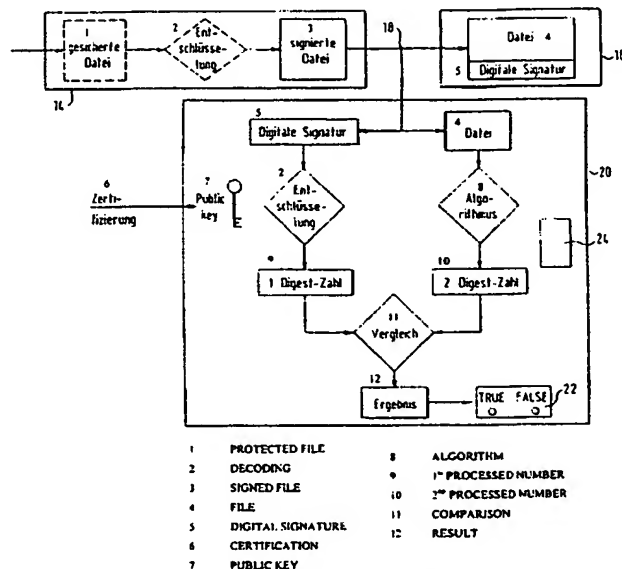 1
gesicherte
Datei
2
Ent-
schlüsse-
lung
3
signierte
Datei
18
Datei 4
5 Digitale Signatur
14
5
Digitale Signatur
4
Datei
20
6
Zerti-
fizierung
7
Public
key
2
Ent-
schlüsse-
lung
8
Algo-
rithmus
24
9
1 Digest-Zahl
10
2 Digest-Zahl
11
Vergleich
12
Ergebnis
TRUE FALSE
22
1 PROTECTED FILE
2 DECODING
3 SIGNED FILE
4 FILE
5 DIGITAL SIGNATURE
6 CERTIFICATION
7 PUBLIC KEY
8 ALGORITHM
9 1st PROCESSED NUMBER
10 2nd PROCESSED NUMBER
11 COMPARISON
12 RESULT